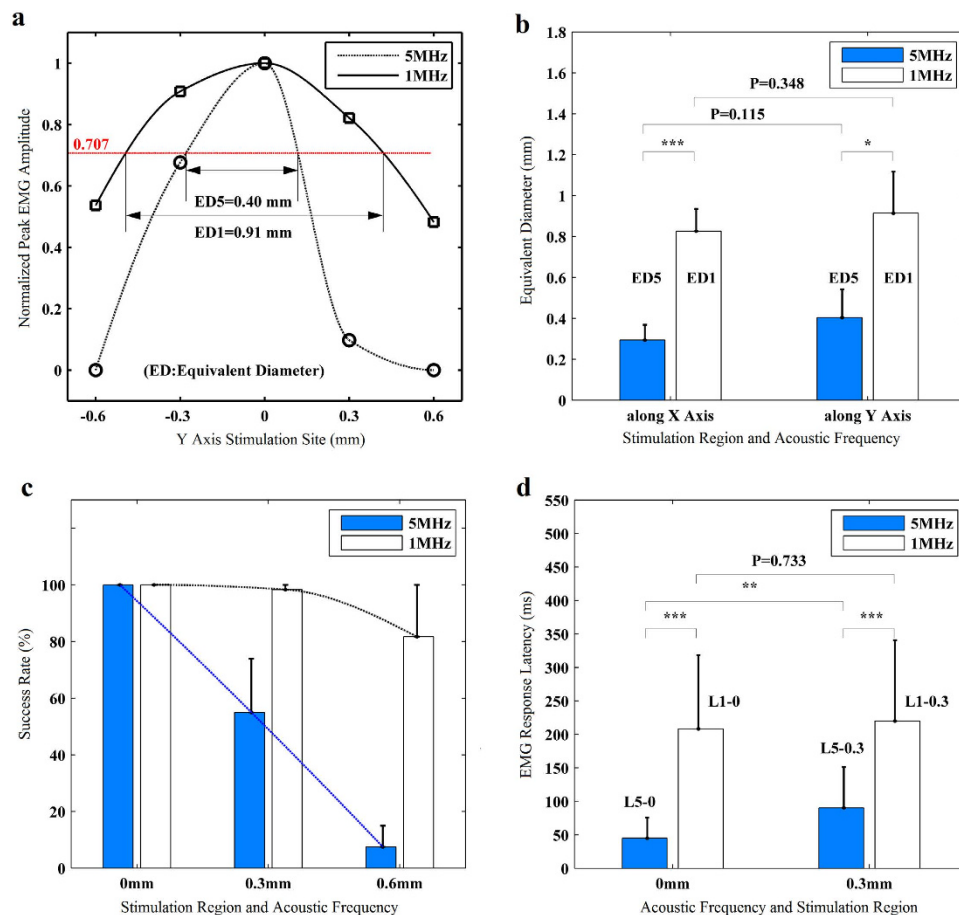 a
5MHz
1MHz
1
0.8
0.707
0.6
0.4
0.2
0
Normalized Peak EMG Amplitude
ED5=0.40 mm
ED1=0.91 mm
(ED:Equivalent Diameter)
-0.6
-0.3
0
0.3
0.6
Y Axis Stimulation Site (mm)
b
5MHz
1MHz
1.8
1.6
1.4
1.2
1
0.8
0.6
0.4
0.2
0
Equivalent Diameter (mm)
P=0.348
P=0.115
***
*
ED5
ED1
ED5
ED1
along X Axis
along Y Axis
Stimulation Region and Acoustic Frequency
c
5MHz
1MHz
100
80
60
40
20
0
Success Rate (%)
0mm
0.3mm
0.6mm
Stimulation Region and Acoustic Frequency
d
5MHz
1MHz
550
500
450
400
350
300
250
200
150
100
50
0
EMG Response Latency (ms)
P=0.733
**
***
***
L1-0
L1-0.3
L5-0
L5-0.3
0mm
0.3mm
Acoustic Frequency and Stimulation Region